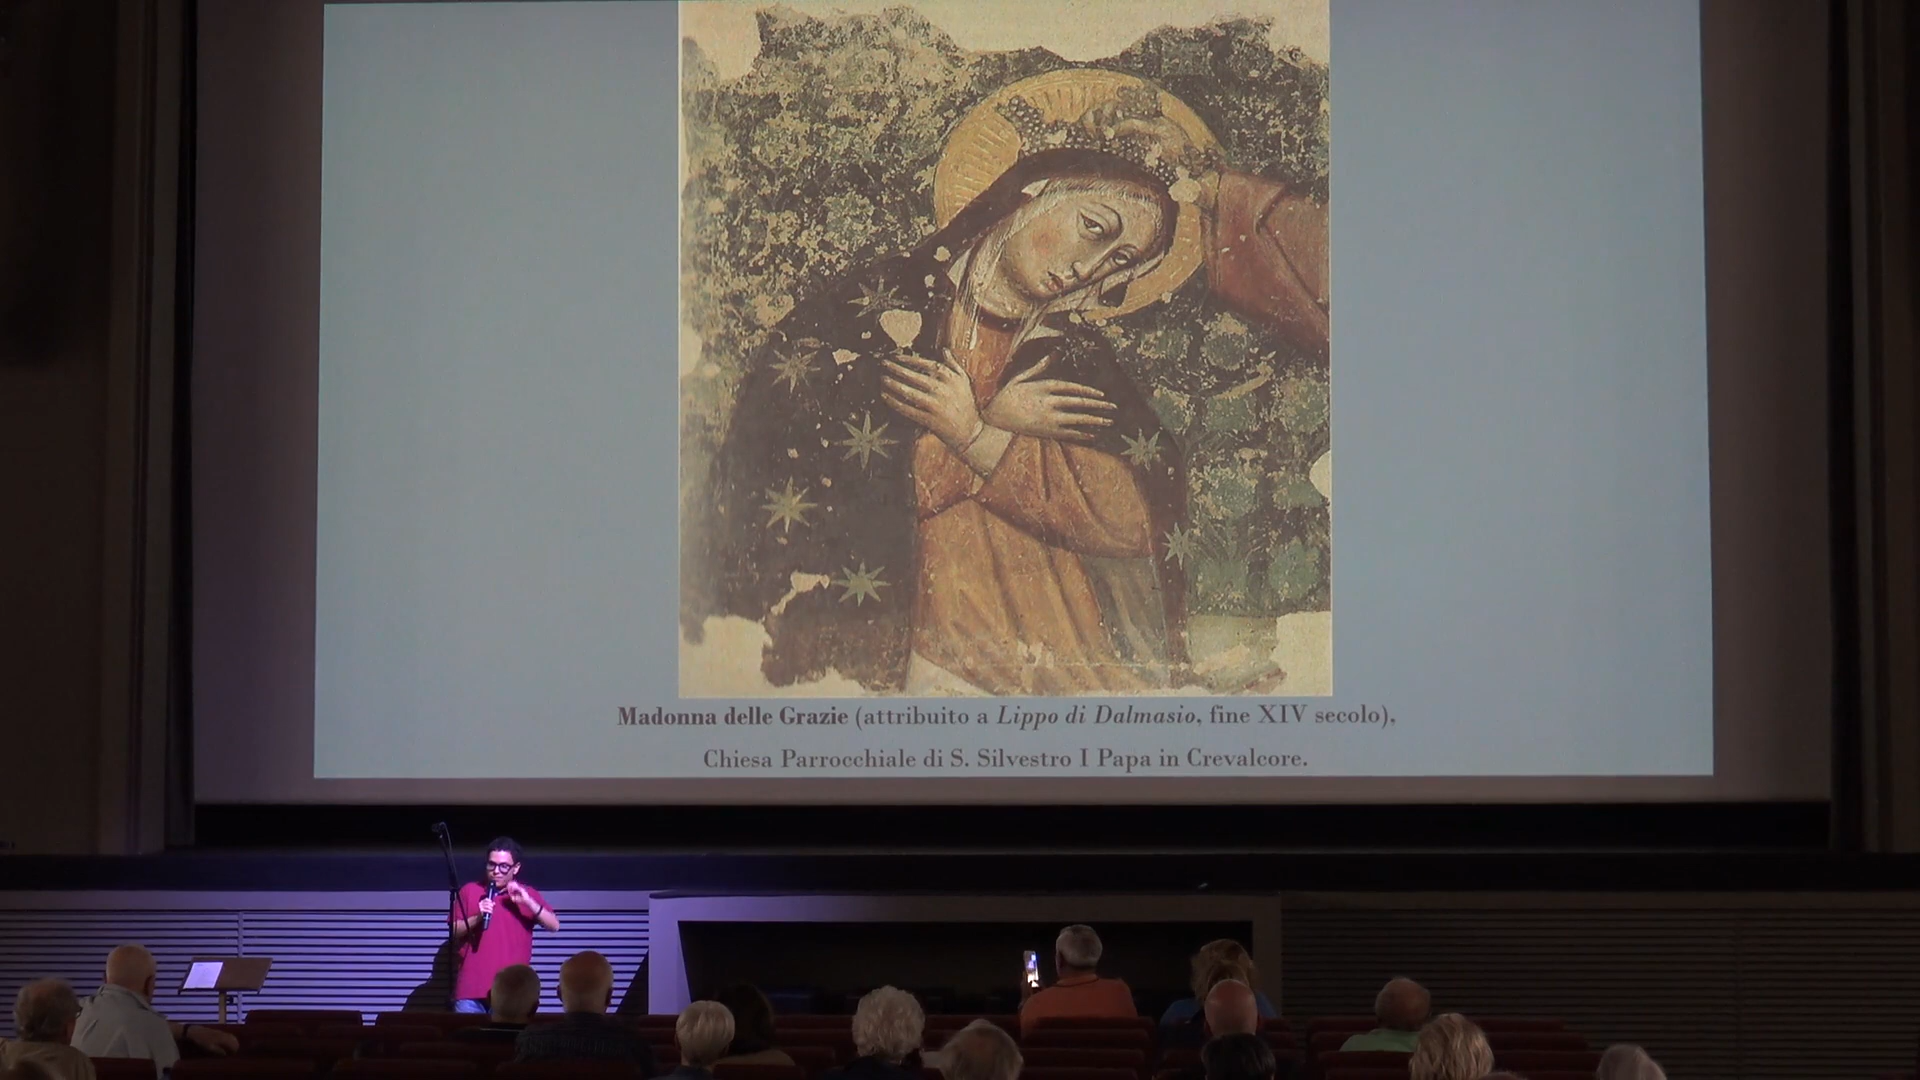 Madonna delle Grazie (attribuito a Lippo di Dalmasio, fine XIV secolo),
Chiesa Parrocchiale di S. Silvestro I Papa in Crevalcore.